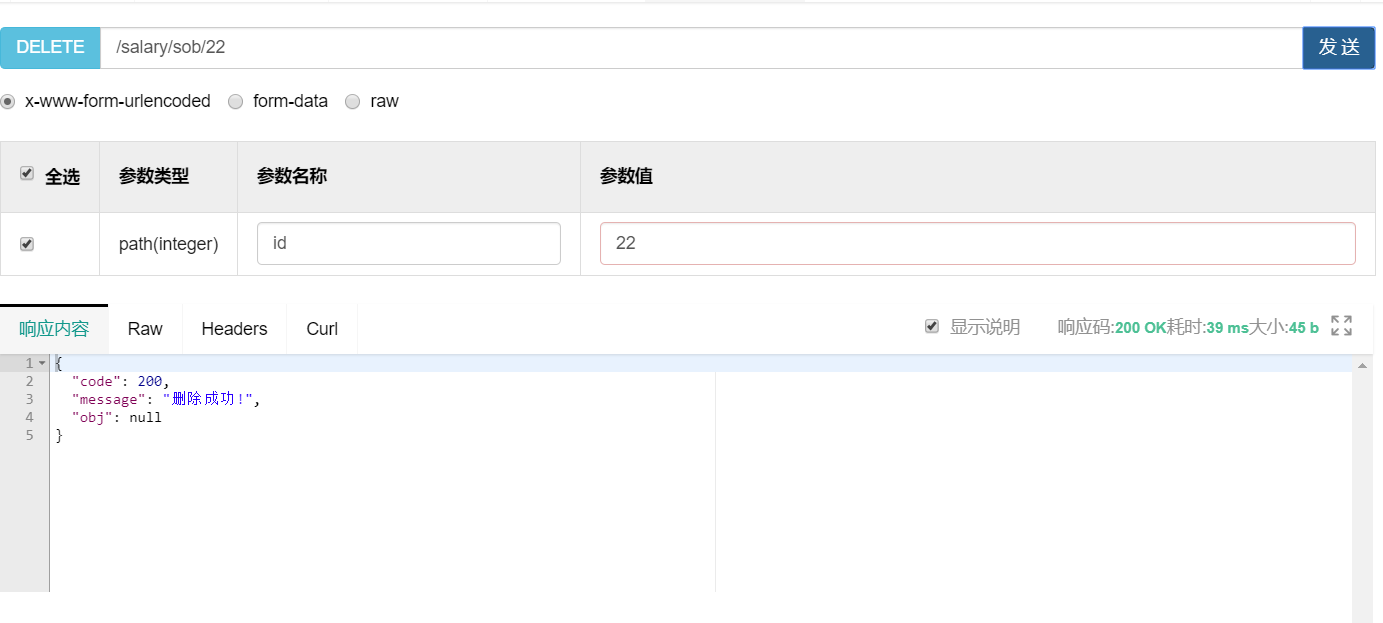 DELETE /salary/sob/22 发 送
x-www-form-urlencoded form-data raw
全选 参数类型 参数名称 参数值
path(integer) id 22
响应内容 Raw Headers Curl 显示说明 响应码:200 OK耗时:39 ms大小:45 b
1 {
2 "code": 200,
3 "message": "删除成功!",
4 "obj": null
5 }